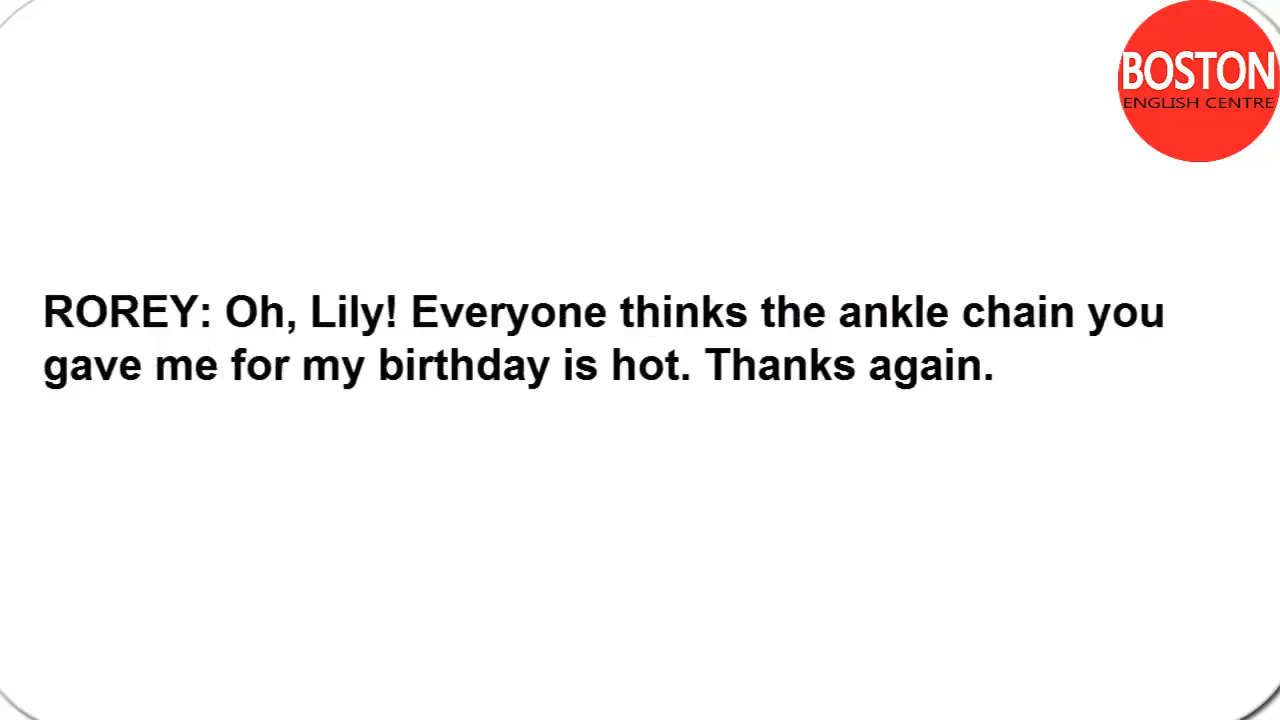 BOSTON
ENGLISH CENTRE
ROREY: Oh, Lily! Everyone thinks the ankle chain you
gave me for my birthday is hot. Thanks again.